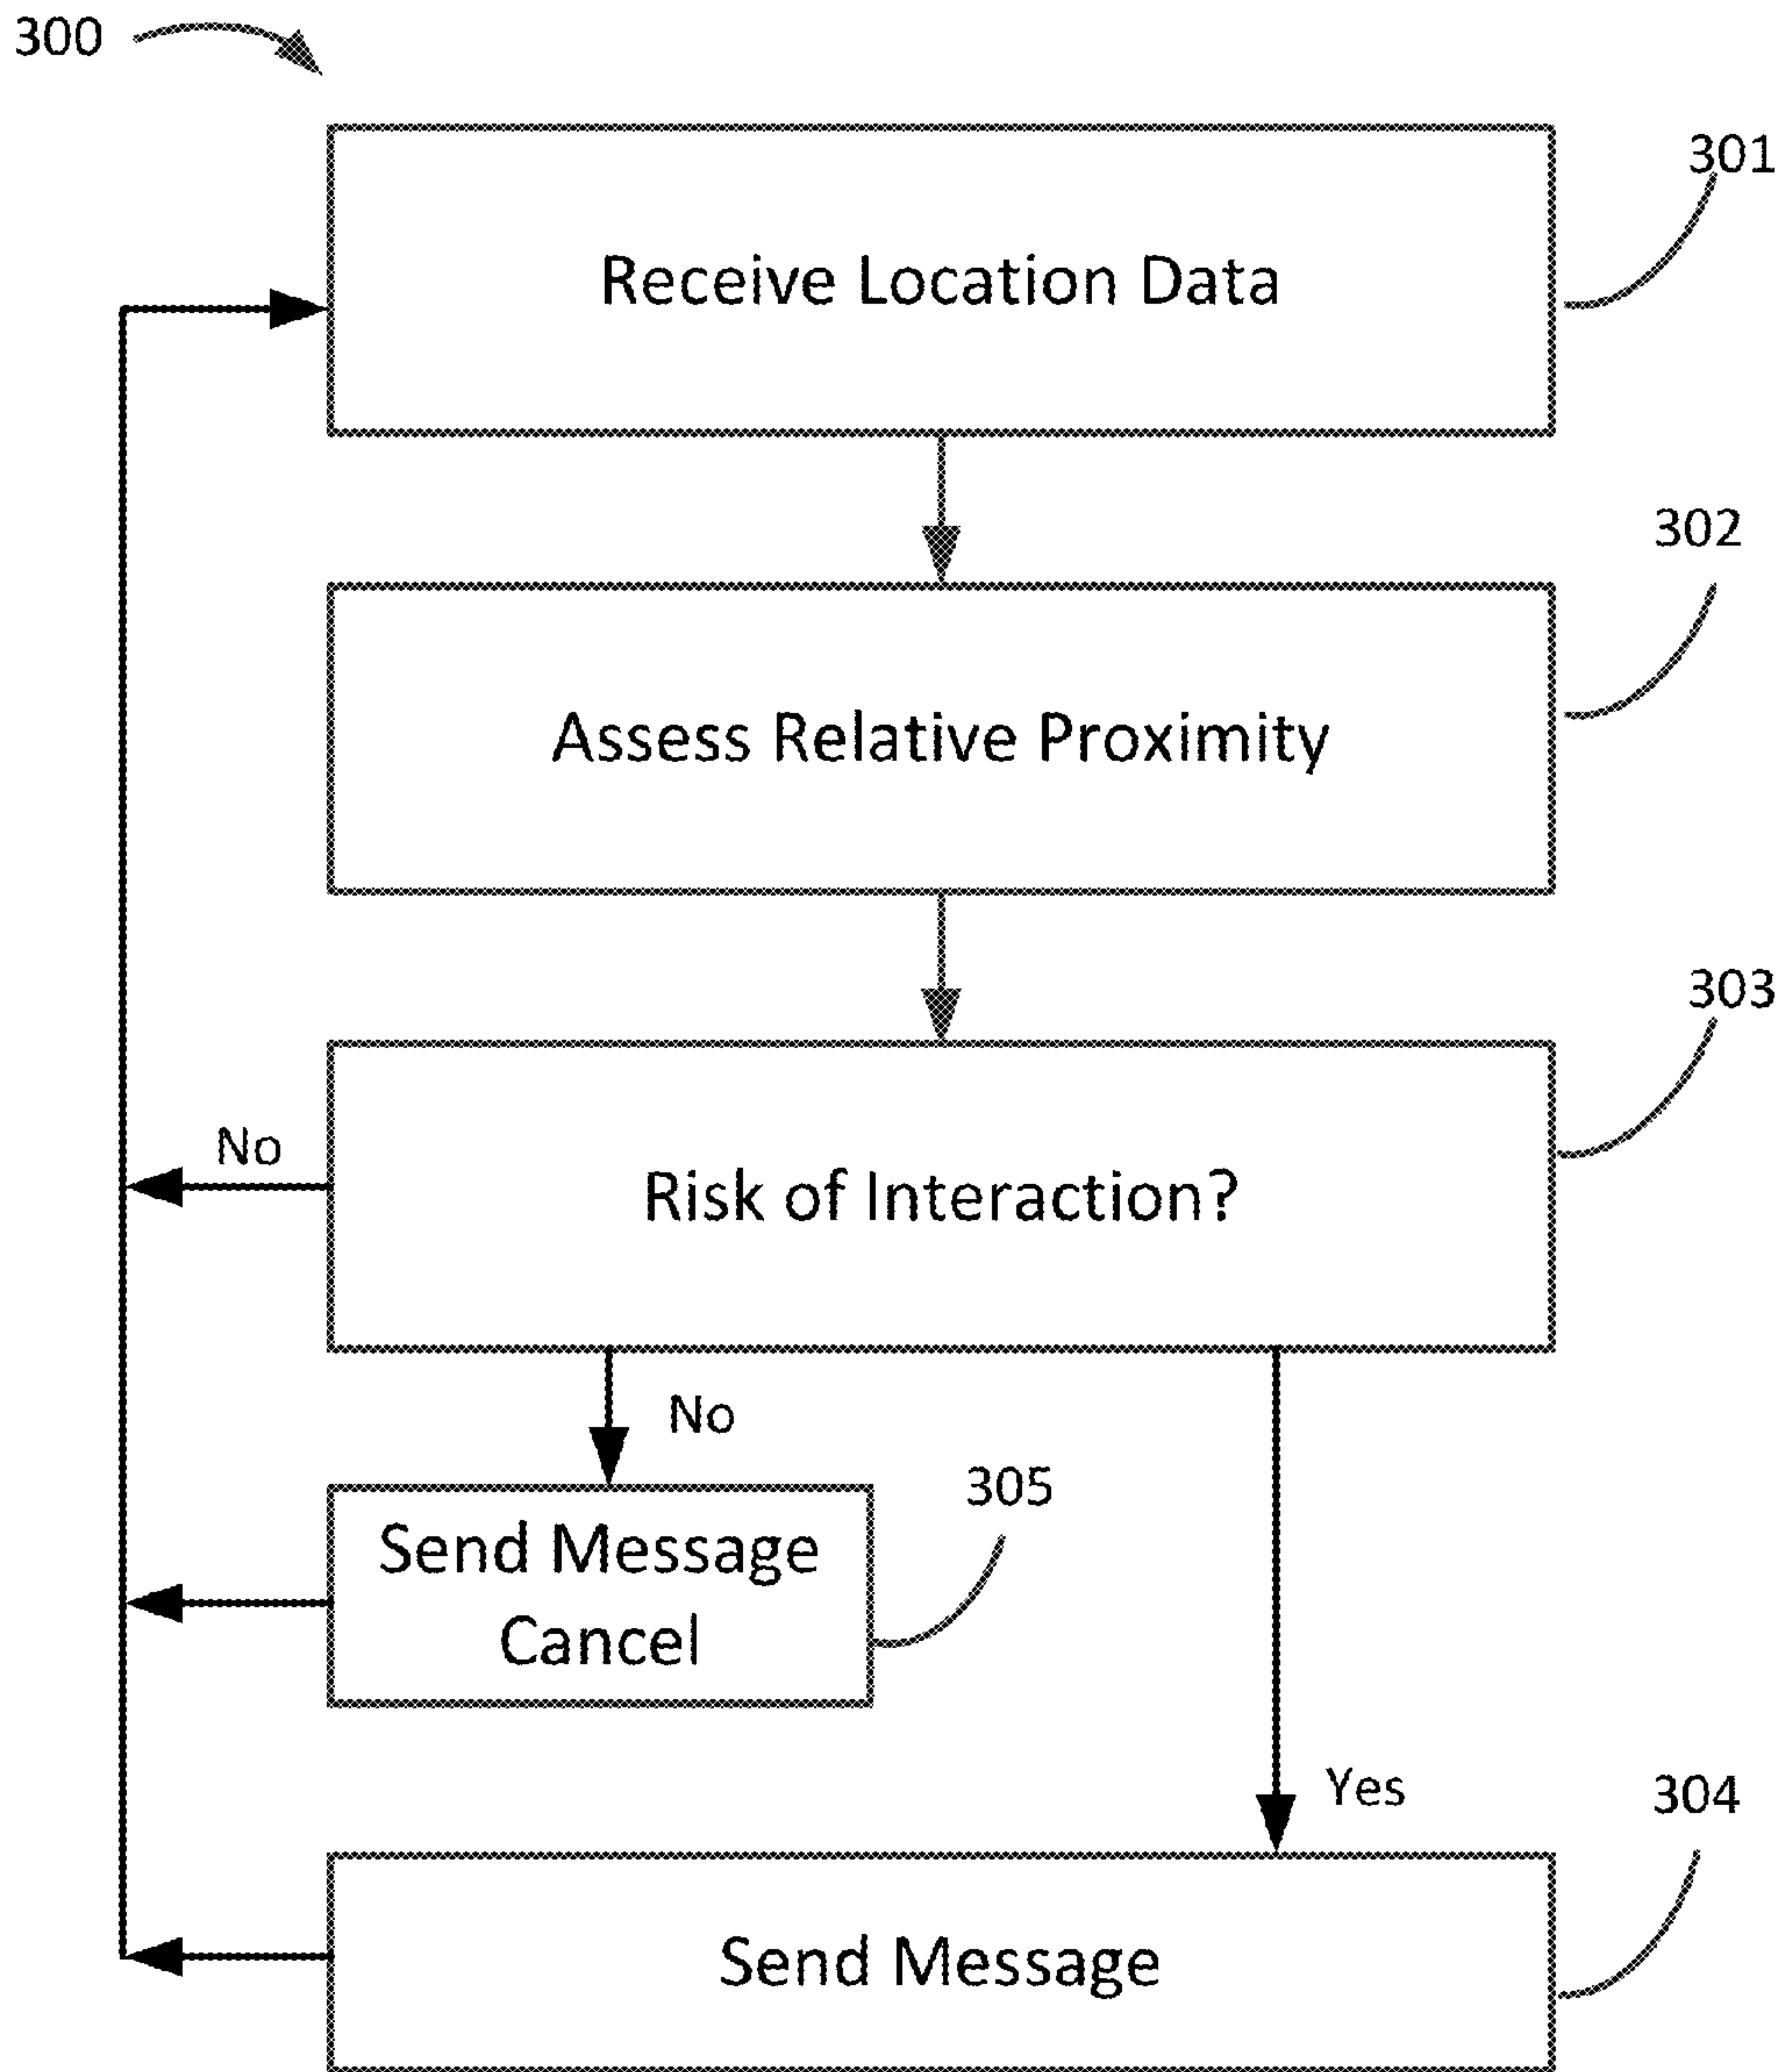 300
301
Receive Location Data
302
Assess Relative Proximity
303
No
Risk of Interaction?
No
305
Send Message
Cancel
Yes
304
Send Message